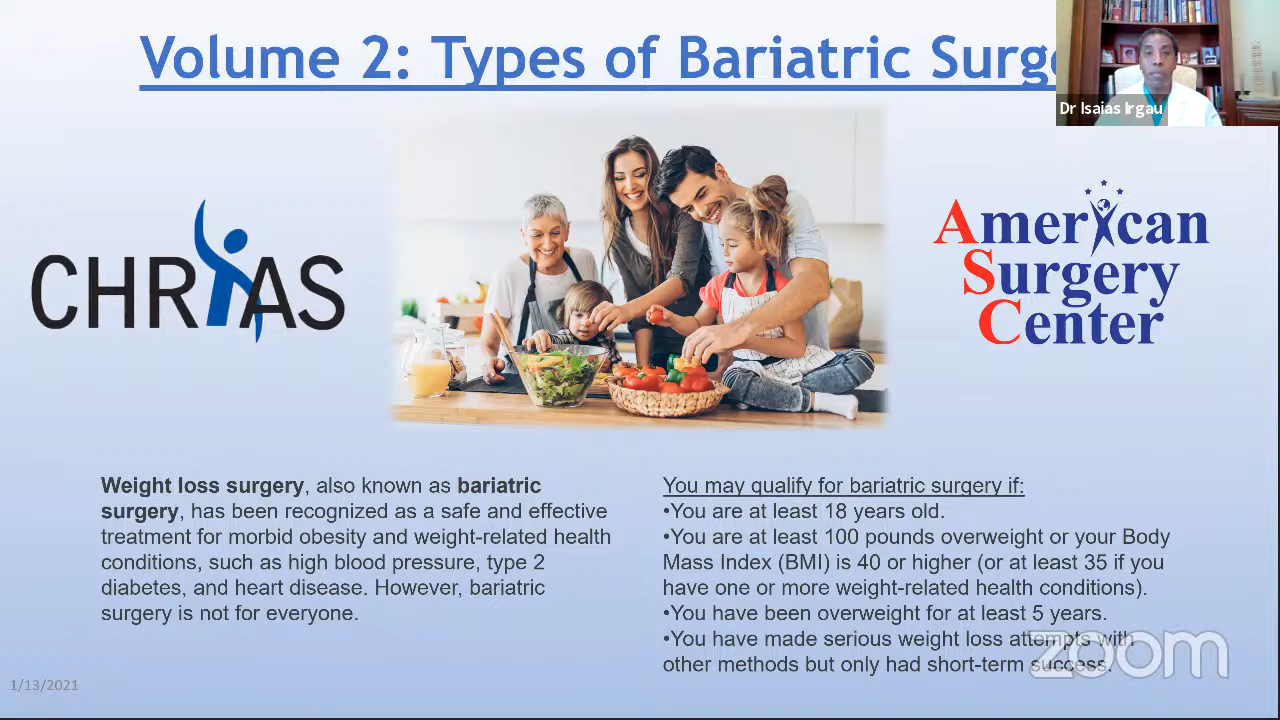 Volume 2: Types of Bariatric Surge
Dr Isaias Irgau
CHRIAS
American
Surgery
Center
Weight loss surgery, also known as bariatric
surgery, has been recognized as a safe and effective
treatment for morbid obesity and weight-related health
conditions, such as high blood pressure, type 2
diabetes, and heart disease. However, bariatric
surgery is not for everyone.
You may qualify for bariatric surgery if:
•You are at least 18 years old.
•You are at least 100 pounds overweight or your Body
Mass Index (BMI) is 40 or higher (or at least 35 if you
have one or more weight-related health conditions).
•You have been overweight for at least 5 years.
•You have made serious weight loss attempts with
other methods but only had short-term success.
zoom
1/13/2021